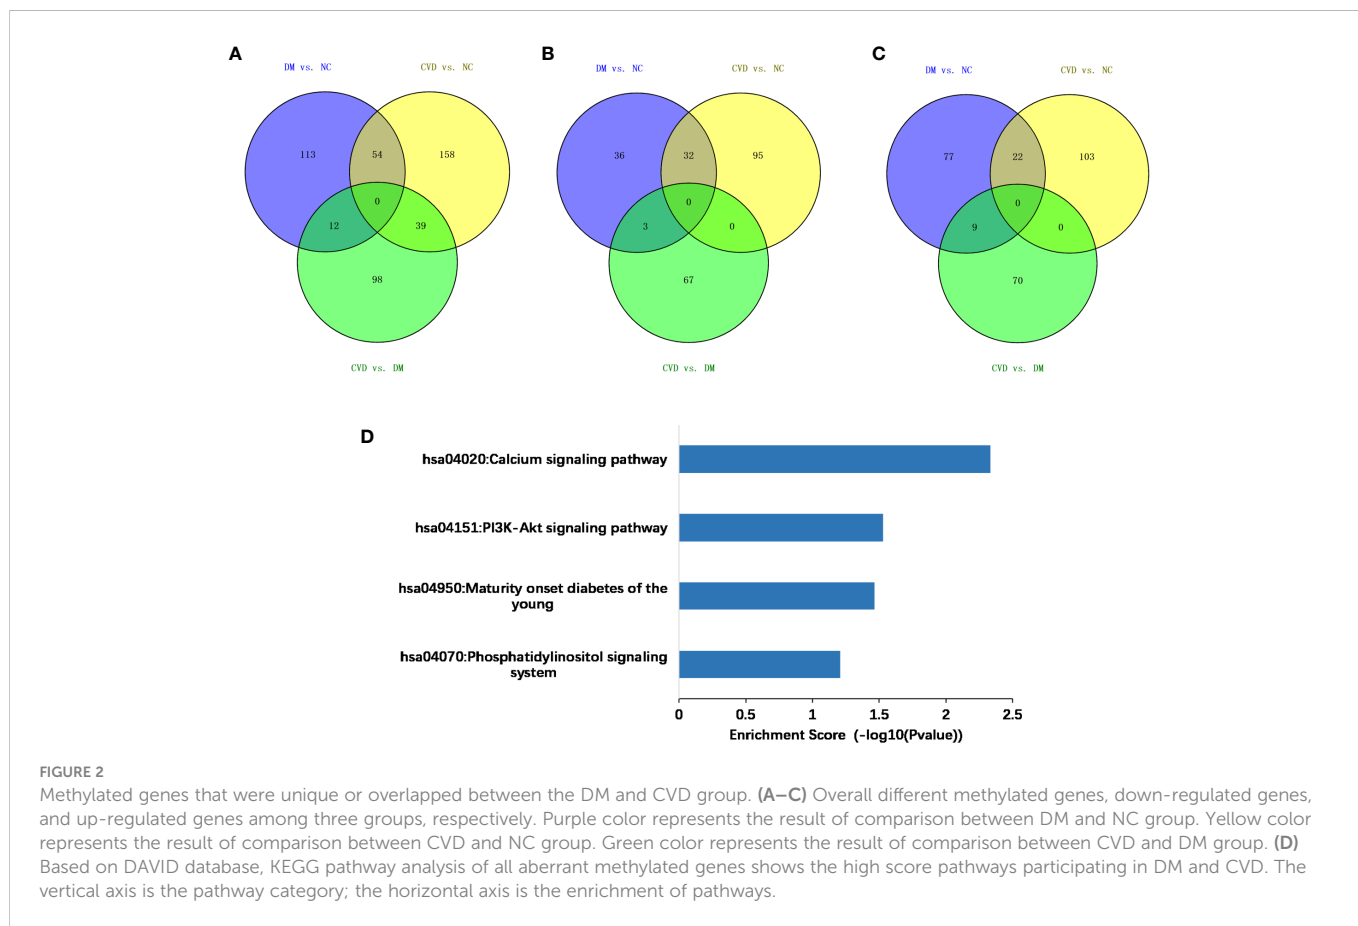 A
DM vs. NC
CVD vs. NC
113
54
158
0
12
39
98
CVD vs. DM
B
DM vs. NC
CVD vs. NC
36
32
95
0
3
0
67
CVD vs. DM
C
DM vs. NC
CVD vs. NC
77
22
103
0
9
0
70
CVD vs. DM
D
hsa04020:Calcium signaling pathway
hsa04151:PI3K-Akt signaling pathway
hsa04950:Maturity onset diabetes of the
young
hsa04070:Phosphatidylinositol signaling
system
0 0.5 1 1.5 2 2.5
Enrichment Score (-log10(Pvalue))
FIGURE 2
Methylated genes that were unique or overlapped between the DM and CVD group. (A–C) Overall different methylated genes, down-regulated genes,
and up-regulated genes among three groups, respectively. Purple color represents the result of comparison between DM and NC group. Yellow color
represents the result of comparison between CVD and NC group. Green color represents the result of comparison between CVD and DM group. (D)
Based on DAVID database, KEGG pathway analysis of all aberrant methylated genes shows the high score pathways participating in DM and CVD. The
vertical axis is the pathway category; the horizontal axis is the enrichment of pathways.